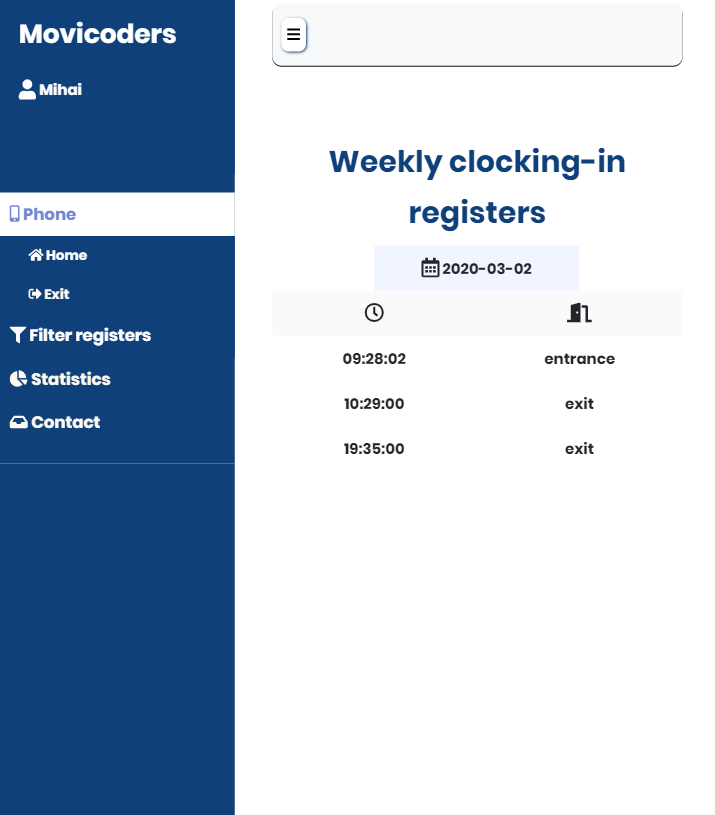 Movicoders
Mihai
Phone
Home
Exit
Filter registers
Statistics
Contact
Weekly clocking-in
registers
2020-03-02
09:28:02 entrance
10:29:00 exit
19:35:00 exit